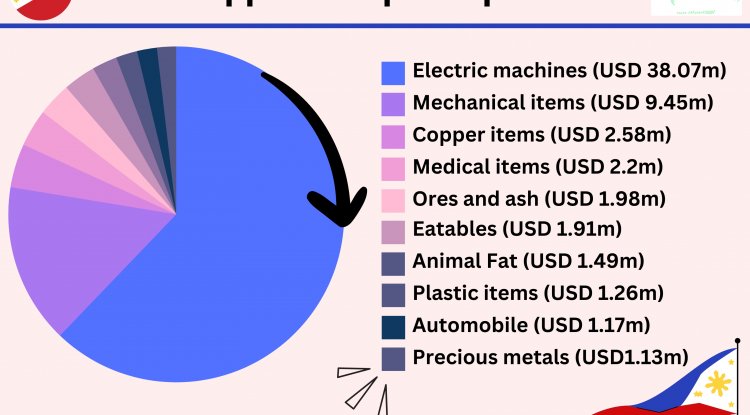 Electric machines (USD 38.07m)
Mechanical items (USD 9.45m)
Copper items (USD 2.58m)
Medical items (USD 2.2m)
Ores and ash (USD 1.98m)
Eatables (USD 1.91m)
Animal Fat (USD 1.49m)
Plastic items (USD 1.26m)
Automobile (USD 1.17m)
Precious metals (USD1.13m)